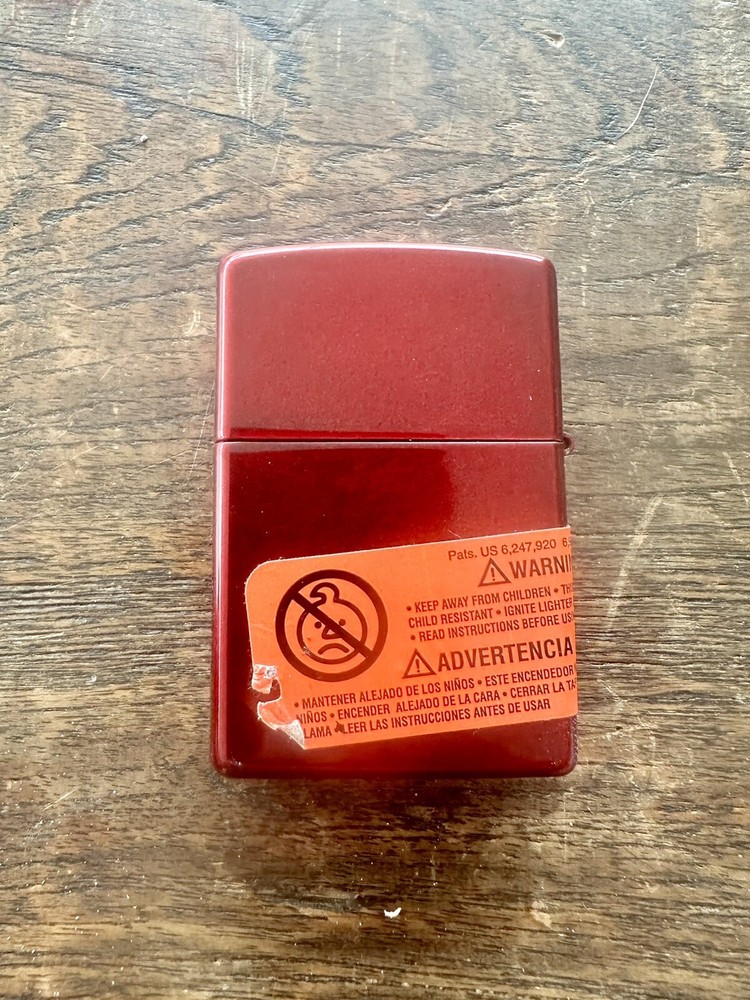 Pats. US 6,247,920
WARNI
• KEEP AWAY FROM CHILDREN •
CHILD RESISTANT • IGNITE LIGHTER
• READ INSTRUCTIONS BEFORE
ADVERTENCIA
• MANTENER ALEJADO DE LOS NIÑOS • ESTE ENCENDEDOR
NIÑOS • ENCENDER ALEJADO DE LA CARA • CERRAR LA
LAMA • LEER LAS INSTRUCCIONES ANTES DE USAR